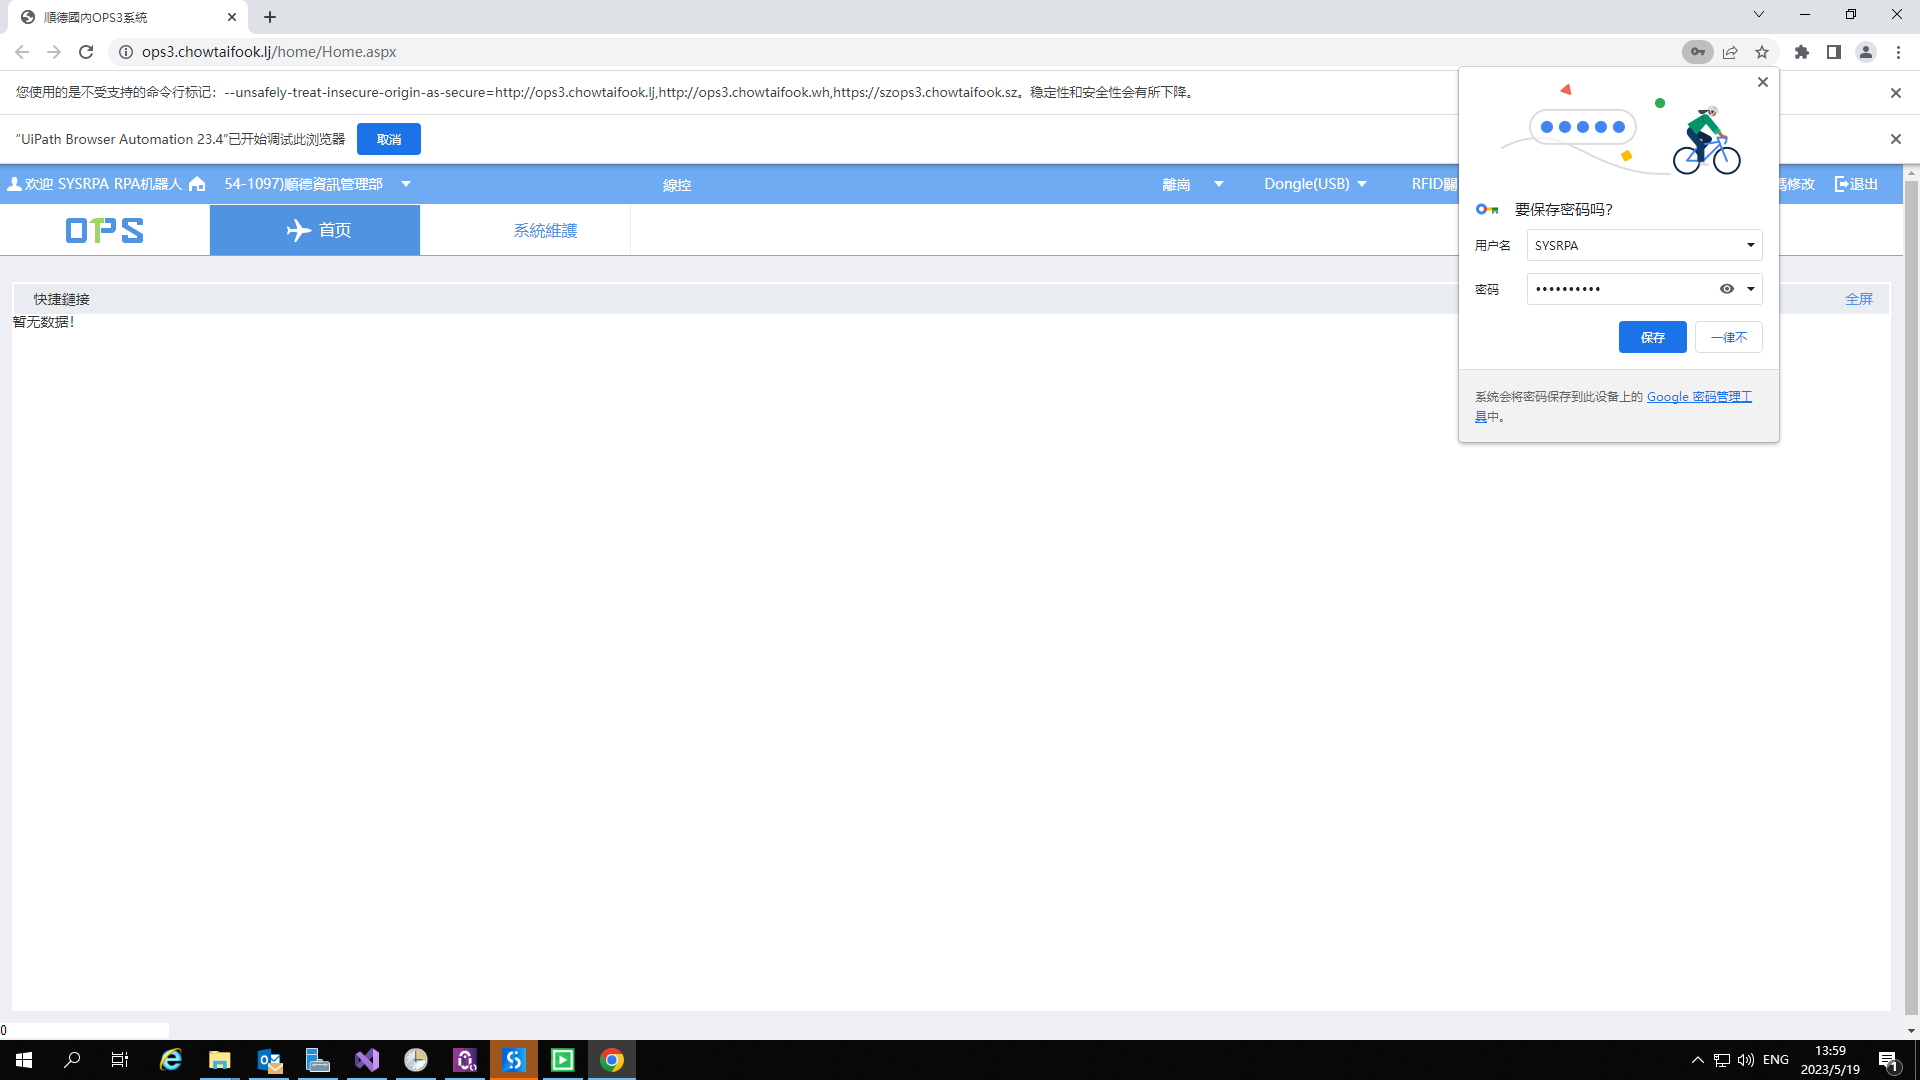 順德國內OPS3系統
ops3.chowtaifook.lj/home/Home.aspx
您使用的是不受支持的命令行标记：--unsafely-treat-insecure-origin-as-secure=http://ops3.chowtaifook.lj,http://ops3.chowtaifook.wh,https://szops3.chowtaifook.sz。稳定性和安全性会有所下降。
"UiPath Browser Automation 23.4"已开始调试此浏览器
取消
欢迎 SYSRPA RPA机器人
54-1097)順德資訊管理部
線控
離崗
Dongle(USB)
RFID關
碼修改
退出
OPS
首页
系統維護
快捷鏈接
全屏
暂无数据!
要保存密码吗?
用户名
SYSRPA
密码
••••••••••
保存
一律不
系统会将密码保存到此设备上的 Google 密码管理工
具中。
0
ENG
13:59
2023/5/19
1